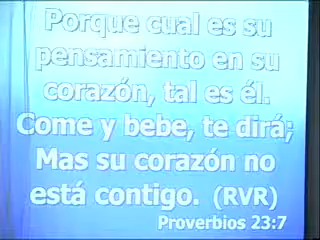 Porque cual es su
pensamiento en su
corazón, tal es él.
Come y bebe, te dirá;
Mas su corazón no
está contigo. (RVR)
Proverbios 23:7